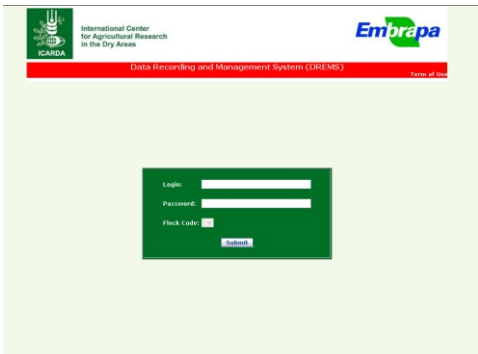 ICARDA
International Center
for Agricultural Research
in the Dry Areas
Embrapa
Data Recording and Management System (DREMS)
Term of Use
Login:
Password:
Flock Code:
Submit